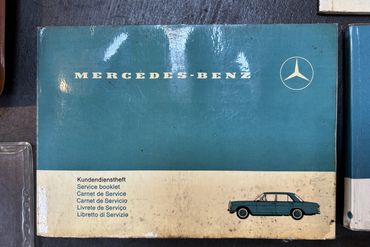 MERCEDES-BENZ
Kundendienstheft
Service booklet
Carnet de Service
Carnet de Servicio
Livrete de Serviço
Libretto di Servizio